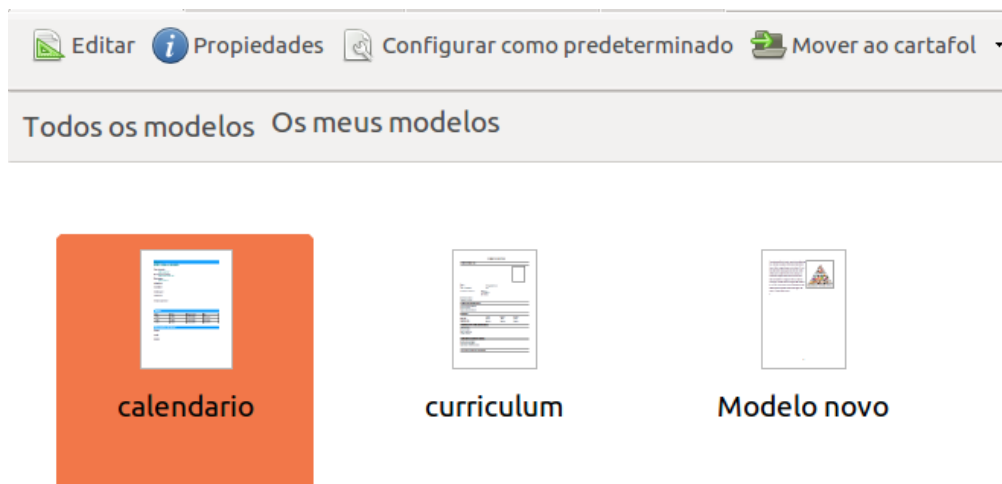 Editar Propiedades Configurar como predeterminado Mover ao cartafol
Todos os modelos Os meus modelos
calendario curriculum Modelo novo